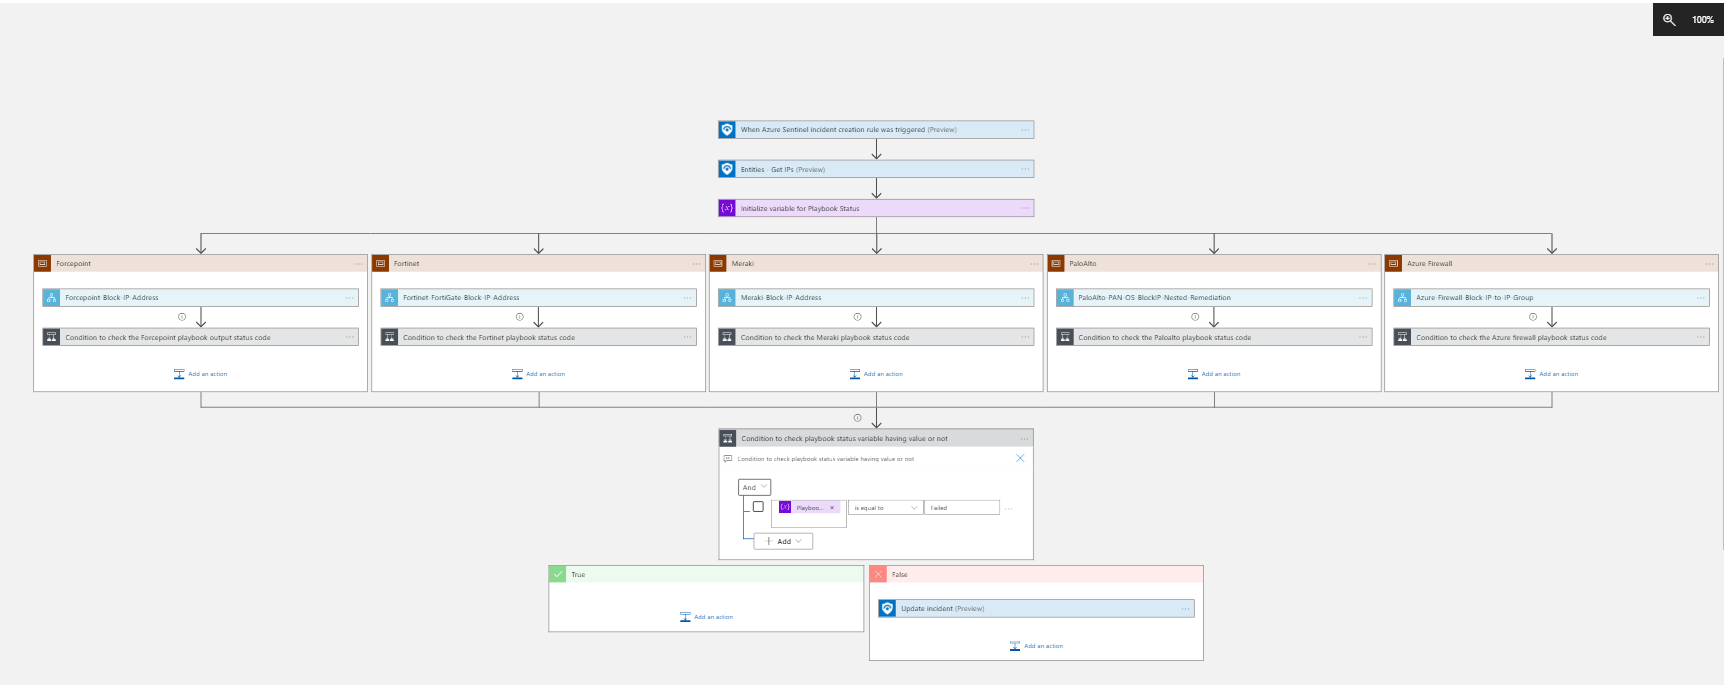 100%
When Azure Sentinel incident creation rule was triggered (Preview)
Entities - Get IPs (Preview)
Initialize variable for Playbook Status
Forcepoint
Fortinet
Meraki
PaloAlto
Azure Firewall
Forcepoint-Block-IP-Address
Fortinet-FortiGate-Block-IP-Address
Meraki-Block-IP-Address
PaloAlto-PAN-OS-BlockIP-Nested-Remediation
Azure-Firewall-Block-IP-to-IP-Group
Condition to check the Forcepoint playbook output status code
Condition to check the Fortinet playbook status code
Condition to check the Meraki playbook status code
Condition to check the Paloalto playbook status code
Condition to check the Azure firewall playbook status code
Add an action
Add an action
Add an action
Add an action
Add an action
Condition to check playbook status variable having value or not
Condition to check playbook status variable having value or not
And
{x} Playboo... × is equal to Failed
+ Add
True
False
Add an action
Update incident (Preview)
Add an action